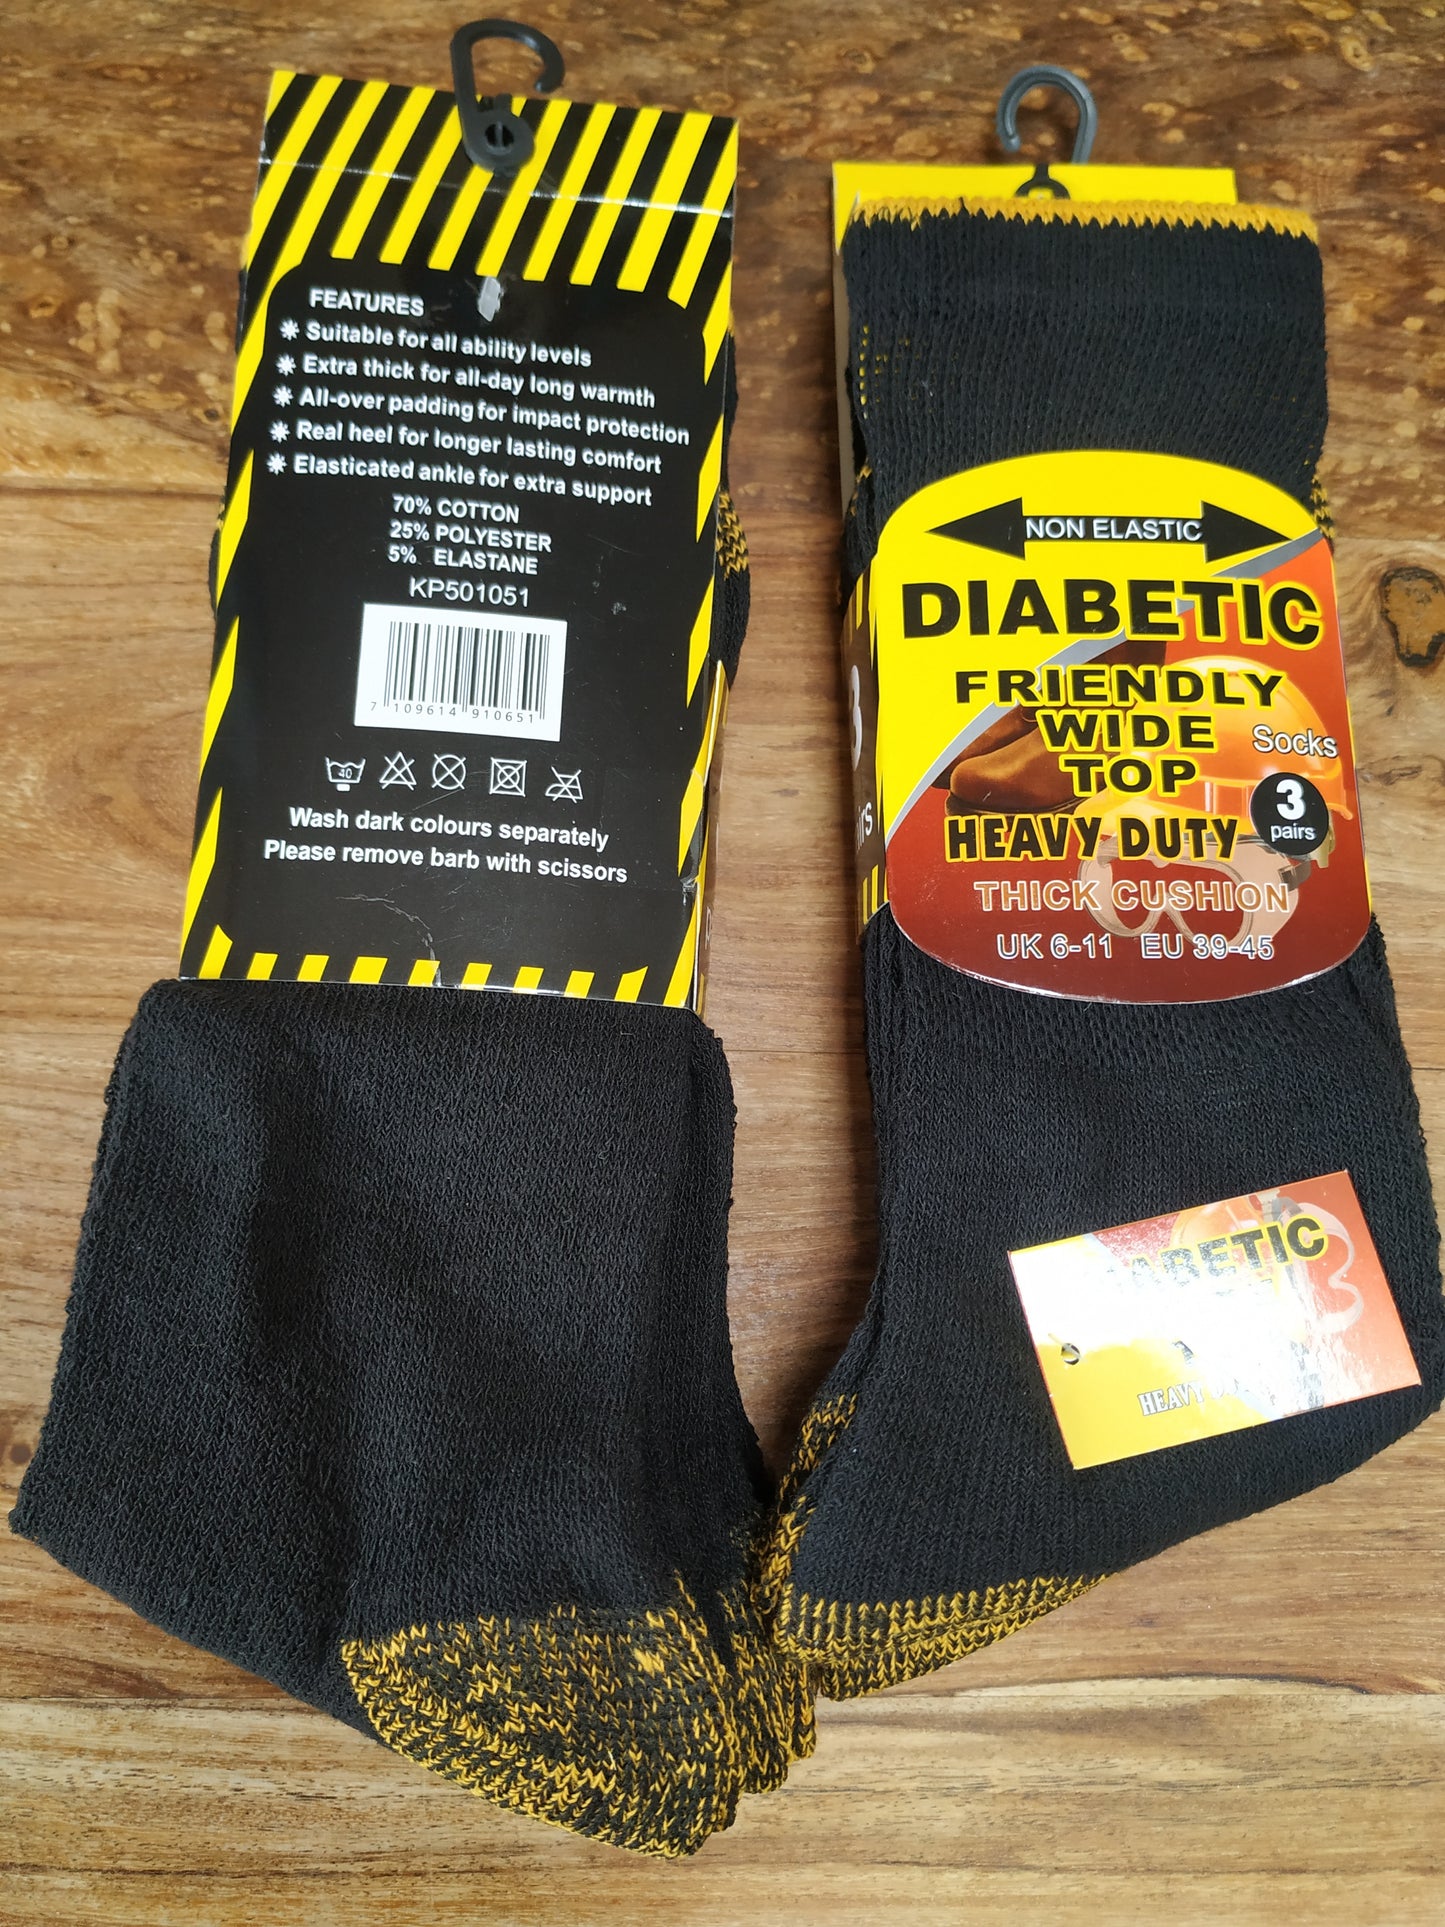 FEATURES
Suitable for all ability levels
Extra thick for all-day long warmth
All-over padding for impact protection
Real heel for longer lasting comfort
Elasticated ankle for extra support
70% COTTON
25% POLYESTER
5% ELASTANE
KP501051
7 109614 910651
40
Wash dark colours separately
Please remove barb with scissors
NON ELASTIC
DIABETIC
FRIENDLY
WIDE
TOP
Socks
3
pairs
HEAVY DUTY
THICK CUSHION
UK 6-11 EU 39-45
HEAVY